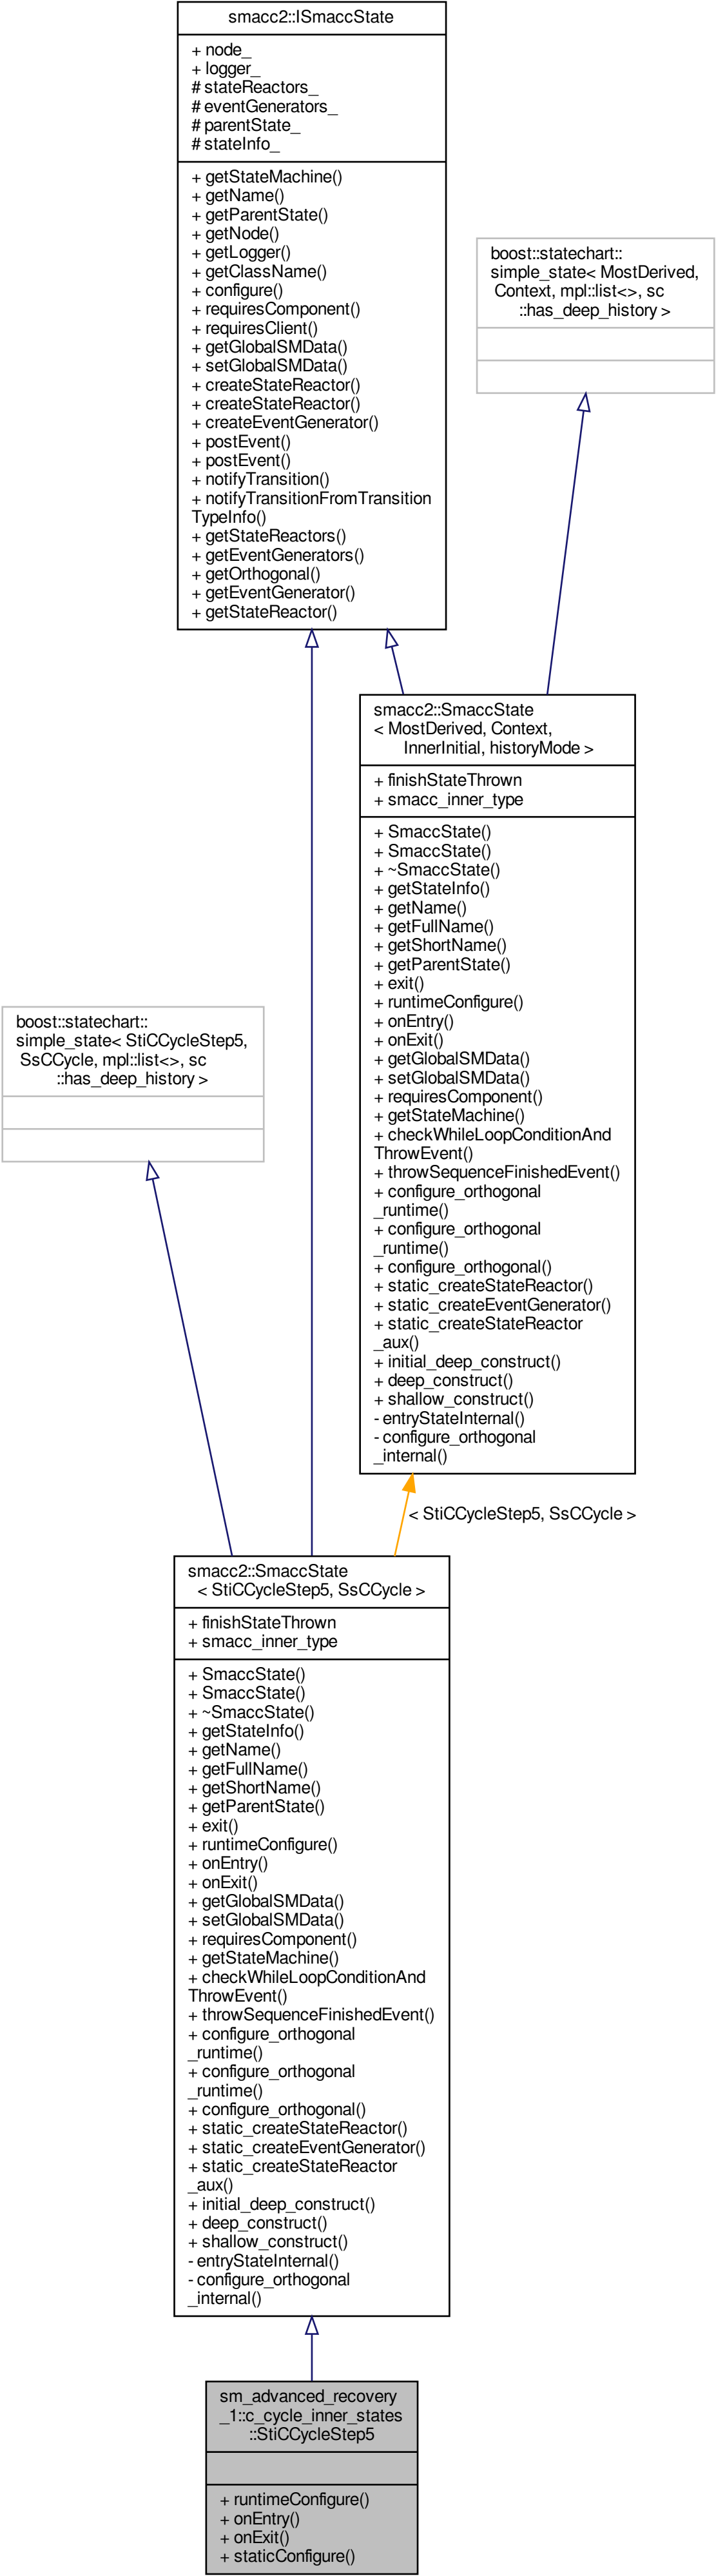 smacc2::ISmaccState
+ node_
+ logger_
# stateReactors_
# eventGenerators_
# parentState_
# stateInfo_
+ getStateMachine()
+ getName()
+ getParentState()
+ getNode()
+ getLogger()
+ getClassName()
+ configure()
+ requiresComponent()
+ requiresClient()
+ getGlobalSMData()
+ setGlobalSMData()
+ createStateReactor()
+ createStateReactor()
+ createEventGenerator()
+ postEvent()
+ postEvent()
+ notifyTransition()
+ notifyTransitionFromTransition
TypeInfo()
+ getStateReactors()
+ getEventGenerators()
+ getOrthogonal()
+ getEventGenerator()
+ getStateReactor()
boost::statechart::
simple_state< MostDerived,
Context, mpl::list<>, sc
::has_deep_history >
smacc2::SmaccState
< MostDerived, Context,
InnerInitial, historyMode >
+ finishStateThrown
+ smacc_inner_type
+ SmaccState()
+ SmaccState()
+ ~SmaccState()
+ getStateInfo()
+ getName()
+ getFullName()
+ getShortName()
+ getParentState()
+ exit()
+ runtimeConfigure()
+ onEntry()
+ onExit()
+ getGlobalSMData()
+ setGlobalSMData()
+ requiresComponent()
+ getStateMachine()
+ checkWhileLoopConditionAnd
ThrowEvent()
+ throwSequenceFinishedEvent()
+ configure_orthogonal
_runtime()
+ configure_orthogonal
_runtime()
+ configure_orthogonal()
+ static_createStateReactor()
+ static_createEventGenerator()
+ static_createStateReactor
_aux()
+ initial_deep_construct()
+ deep_construct()
+ shallow_construct()
- entryStateInternal()
- configure_orthogonal
_internal()
boost::statechart::
simple_state< StiCCycleStep5,
SsCCycle, mpl::list<>, sc
::has_deep_history >
< StiCCycleStep5, SsCCycle >
smacc2::SmaccState
< StiCCycleStep5, SsCCycle >
+ finishStateThrown
+ smacc_inner_type
+ SmaccState()
+ SmaccState()
+ ~SmaccState()
+ getStateInfo()
+ getName()
+ getFullName()
+ getShortName()
+ getParentState()
+ exit()
+ runtimeConfigure()
+ onEntry()
+ onExit()
+ getGlobalSMData()
+ setGlobalSMData()
+ requiresComponent()
+ getStateMachine()
+ checkWhileLoopConditionAnd
ThrowEvent()
+ throwSequenceFinishedEvent()
+ configure_orthogonal
_runtime()
+ configure_orthogonal
_runtime()
+ configure_orthogonal()
+ static_createStateReactor()
+ static_createEventGenerator()
+ static_createStateReactor
_aux()
+ initial_deep_construct()
+ deep_construct()
+ shallow_construct()
- entryStateInternal()
- configure_orthogonal
_internal()
sm_advanced_recovery
_1::c_cycle_inner_states
::StiCCycleStep5
+ runtimeConfigure()
+ onEntry()
+ onExit()
+ staticConfigure()